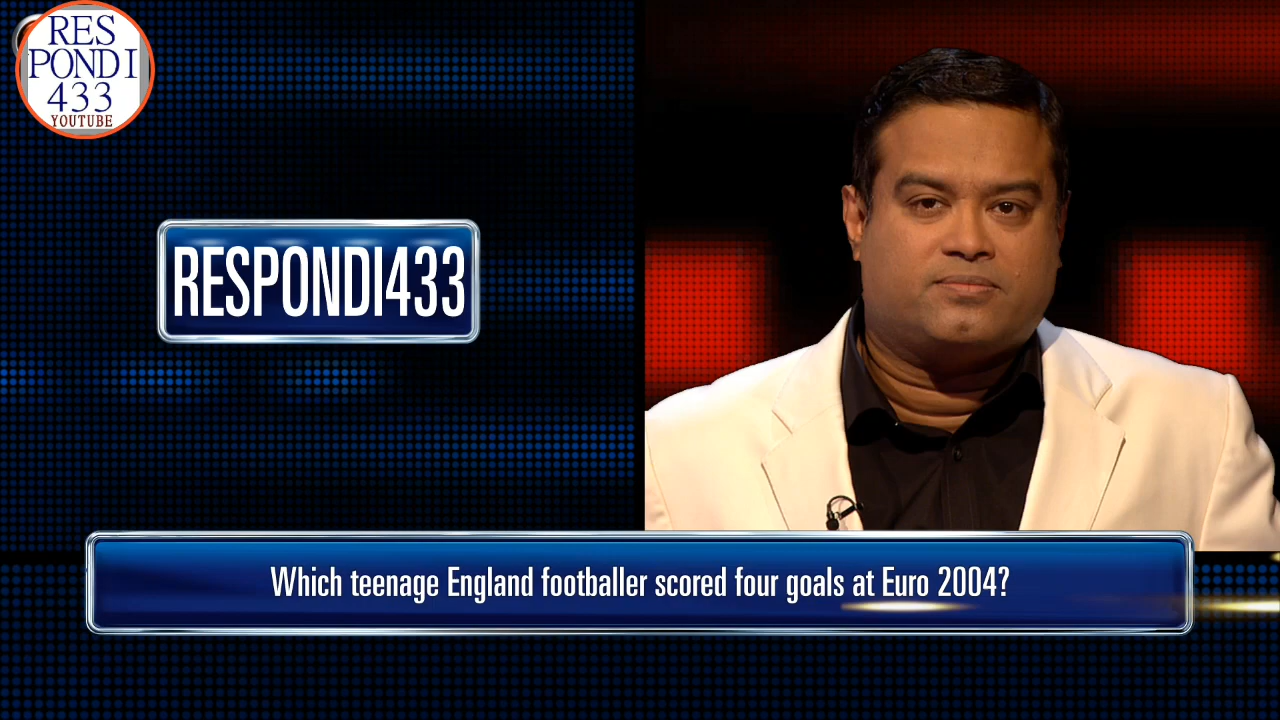 RES
PONDI
433
YOUTUBE
RESPONDI433
Which teenage England footballer scored four goals at Euro 2004?